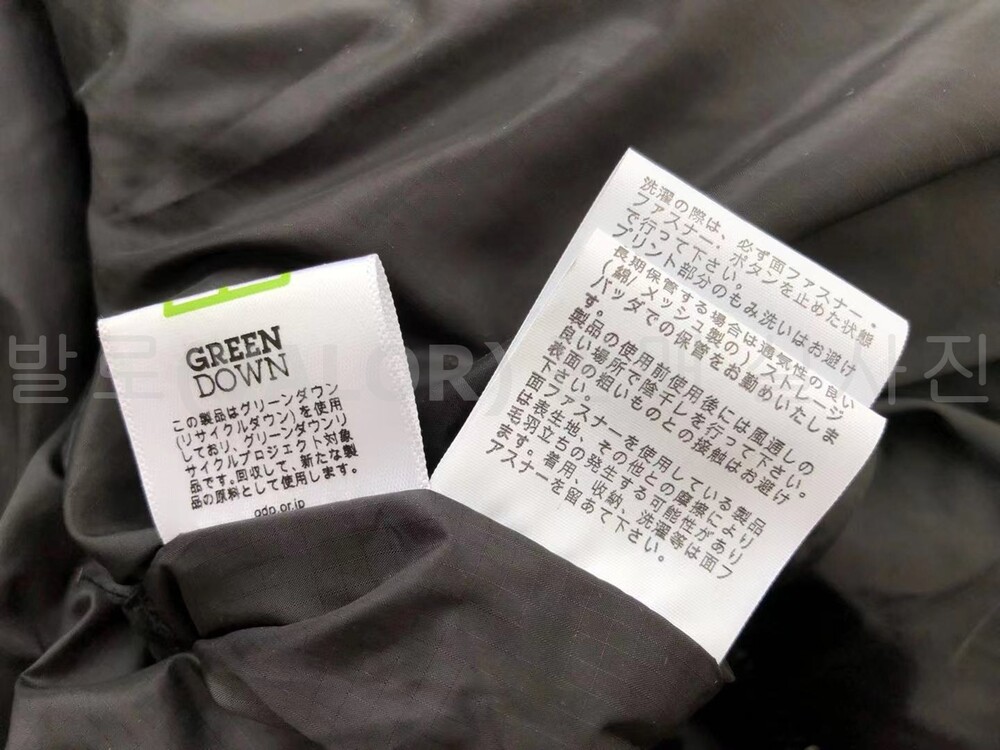 GREEN
DOWN
この製品はグリーンダウン
(リサイクルダウン)を使用
しており、グリーンダウンリ
サイクルプロジェクト対象
品です。回収して、新たな製
品の原料として使用します。
gdp.or.jp
洗濯の際は、必ず面ファスナー・
ファスナー・ボタンを止めた状態
で行って下さい。
プリント部分のもみ洗いはお避け
長期保管する場合は通気性の良い
(綿/メッシュ製の)ストレージ
バッグでの保管をお勧めいたしま
す。
製品の使用前使用後には風通しの
良い場所で陰干しを行って下さい。
表面の粗いものとの接触はお避け
下さい。
面ファスナーを使用している製品
は表生地、その他との摩擦により
毛羽立ちの発生する可能性があり
ます。着用、収納、洗濯等は面フ
アスナーを留めて下さい。
발로(VALORY)
사진